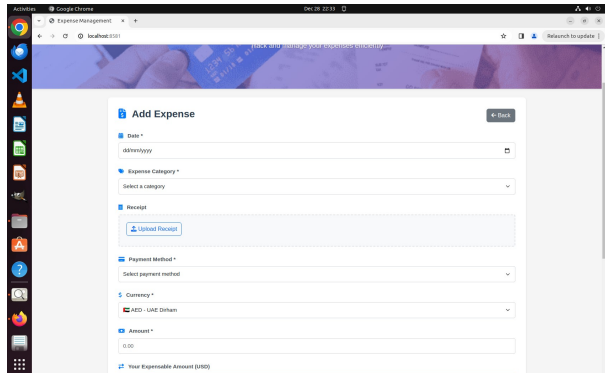 Activities Google Chrome Dec 28 22:33
Expense Management
localhost:8581 Relaunch to update
Track and manage your expenses efficiently
Add Expense
← Back
Date *
dd/mm/yyyy
Expense Category *
Select a category
Receipt
Upload Receipt
Payment Method *
Select payment method
$ Currency *
AED - UAE Dirham
Amount *
0.00
Your Expensable Amount (USD)